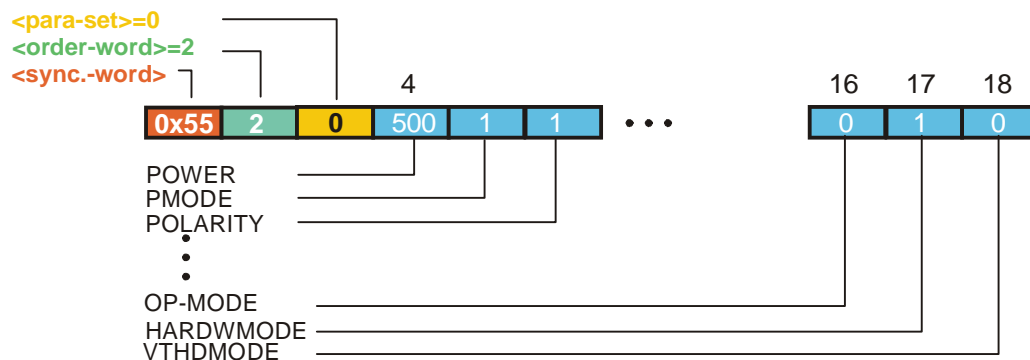 <para-set>=0
<order-word>=2
<sync.-word>
4 16 17 18
0x55 2 0 500 1 1 • • • 0 1 0
POWER
PMODE
POLARITY
OP-MODE
HARDWMODE
VTHDMODE